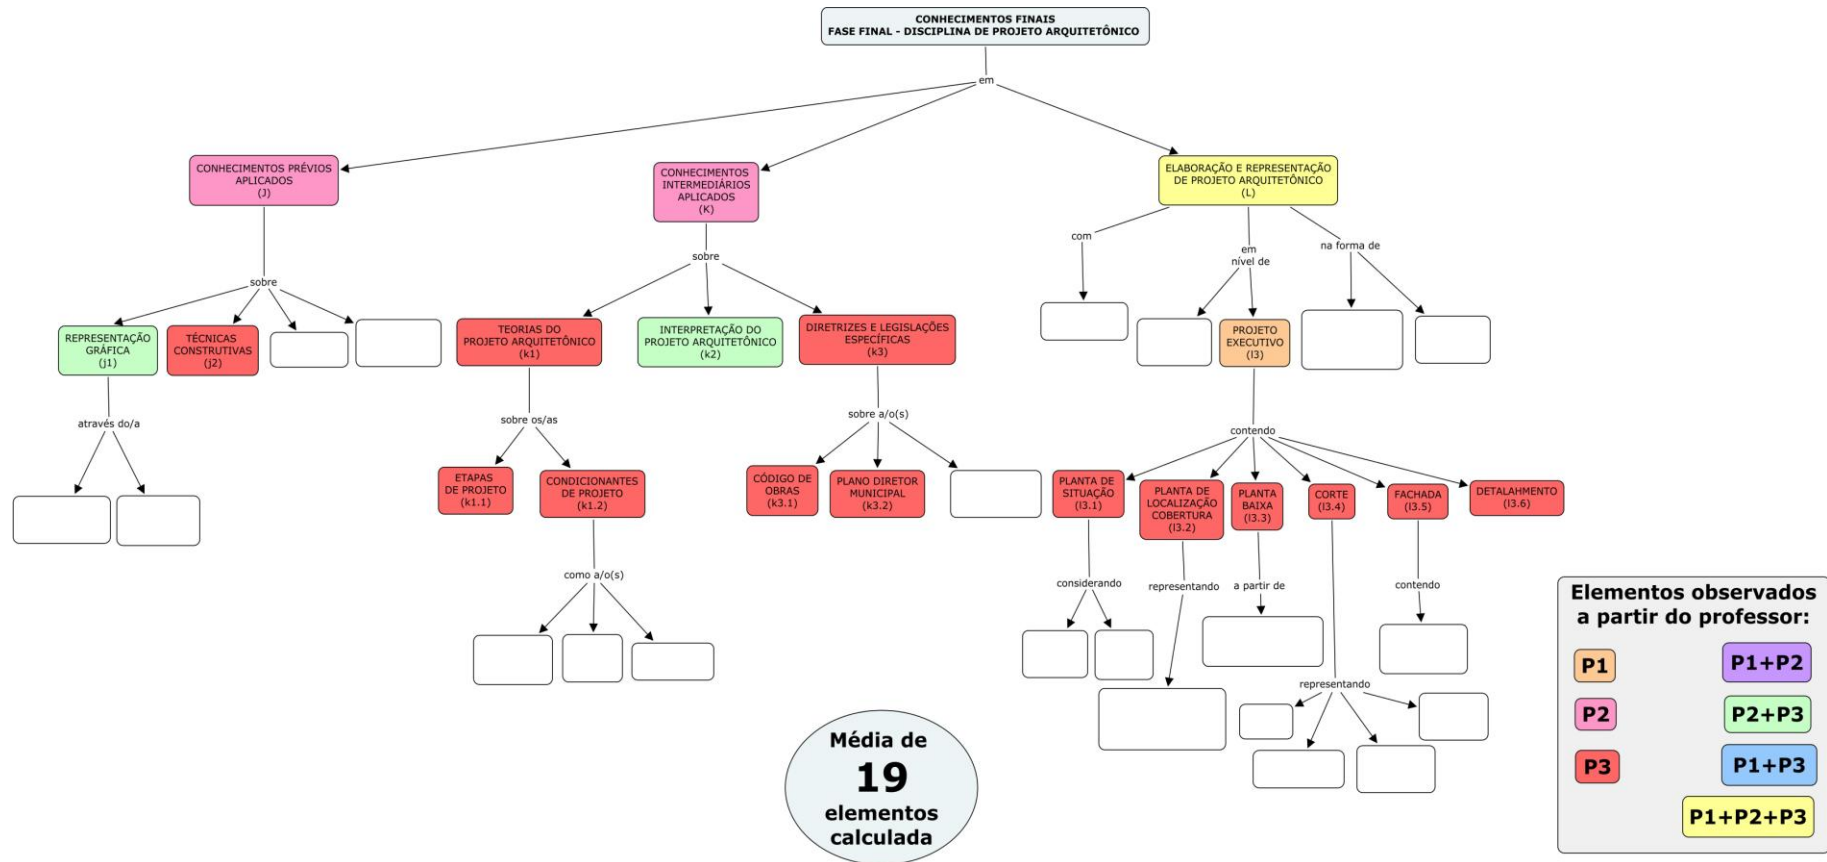 CONHECIMENTOS FINAIS
FASE FINAL - DISCIPLINA DE PROJETO ARQUITETÔNICO
em
CONHECIMENTOS PRÉVIOS
APLICADOS
(J)
CONHECIMENTOS
INTERMEDIÁRIOS
APLICADOS
(K)
ELABORAÇÃO E REPRESENTAÇÃO
DE PROJETO ARQUITETÔNICO
(L)
sobre
sobre
com
em
nível de
na forma de
REPRESENTAÇÃO
GRÁFICA
(j1)
TÉCNICAS
CONSTRUTIVAS
(j2)
TEORIAS DO
PROJETO ARQUITETÔNICO
(k1)
INTERPRETAÇÃO DO
PROJETO ARQUITETÔNICO
(k2)
DIRETRIZES E LEGISLAÇÕES
ESPECÍFICAS
(k3)
PROJETO
EXECUTIVO
(l3)
através do/a
sobre os/as
sobre a/o(s)
contendo
ETAPAS
DE PROJETO
(k1.1)
CONDICIONANTES
DE PROJETO
(k1.2)
CÓDIGO DE
OBRAS
(k3.1)
PLANO DIRETOR
MUNICIPAL
(k3.2)
PLANTA DE
SITUAÇÃO
(l3.1)
PLANTA DE
LOCALIZAÇÃO
COBERTURA
(l3.2)
PLANTA
BAIXA
(l3.3)
CORTE
(l3.4)
FACHADA
(l3.5)
DETALAHMENTO
(l3.6)
como a/o(s)
considerando
representando
a partir de
contendo
representando
Média de
19
elementos
calculada
Elementos observados
a partir do professor:
P1
P1+P2
P2
P2+P3
P3
P1+P3
P1+P2+P3